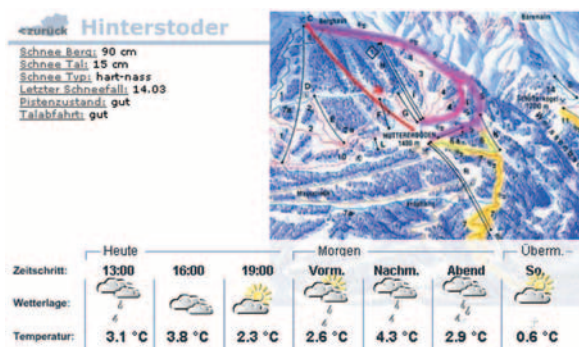 zurück Hinterstoder
Schnee Berg: 90 cm
Schnee Tal: 15 cm
Schnee Typ: hart-nass
Letzter Schneefall: 14.03
Pistenzustand: gut
Talabfahrt: gut
C
Bergbahn
Bärenalm
D
E
F
G
HUTTERERBÖDEN
1400 m
L
Heute Morgen Überm.
Zeitschritt: 13:00 16:00 19:00 Vorm. Nachm. Abend So.
Wetterlage:
Temperatur: 3.1 °C 3.8 °C 2.3 °C 2.6 °C 4.3 °C 2.9 °C 0.6 °C